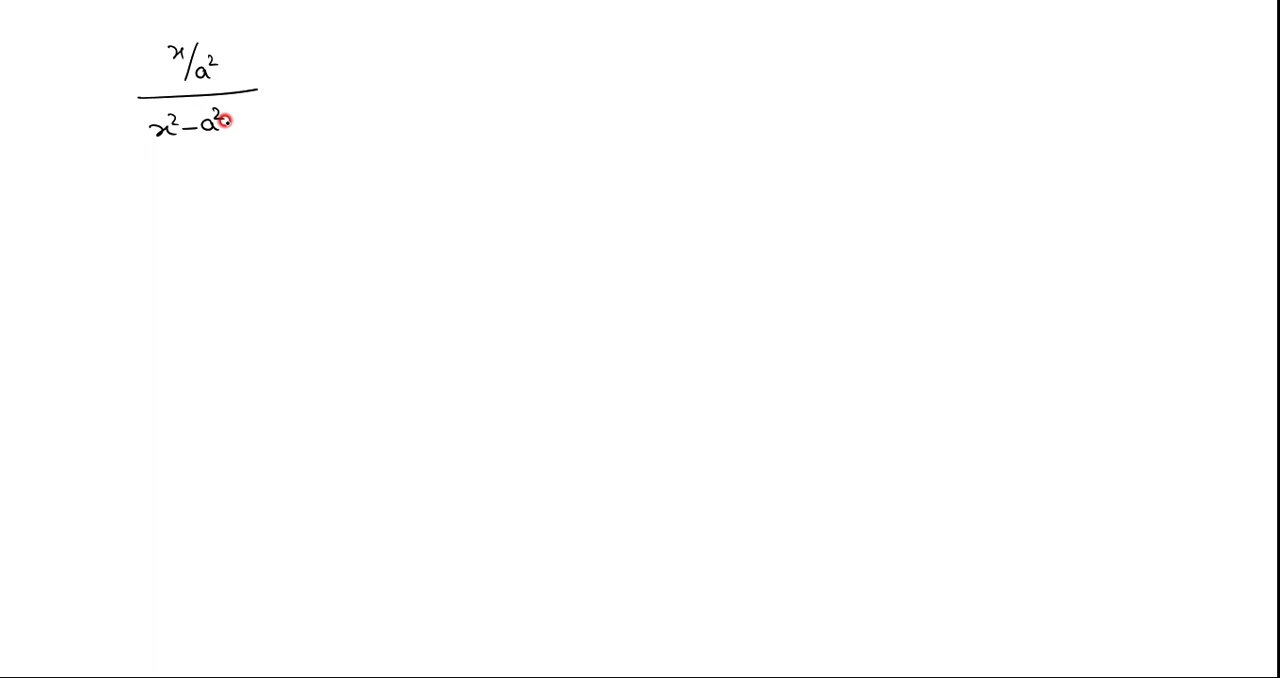 x/a²
x² - a²